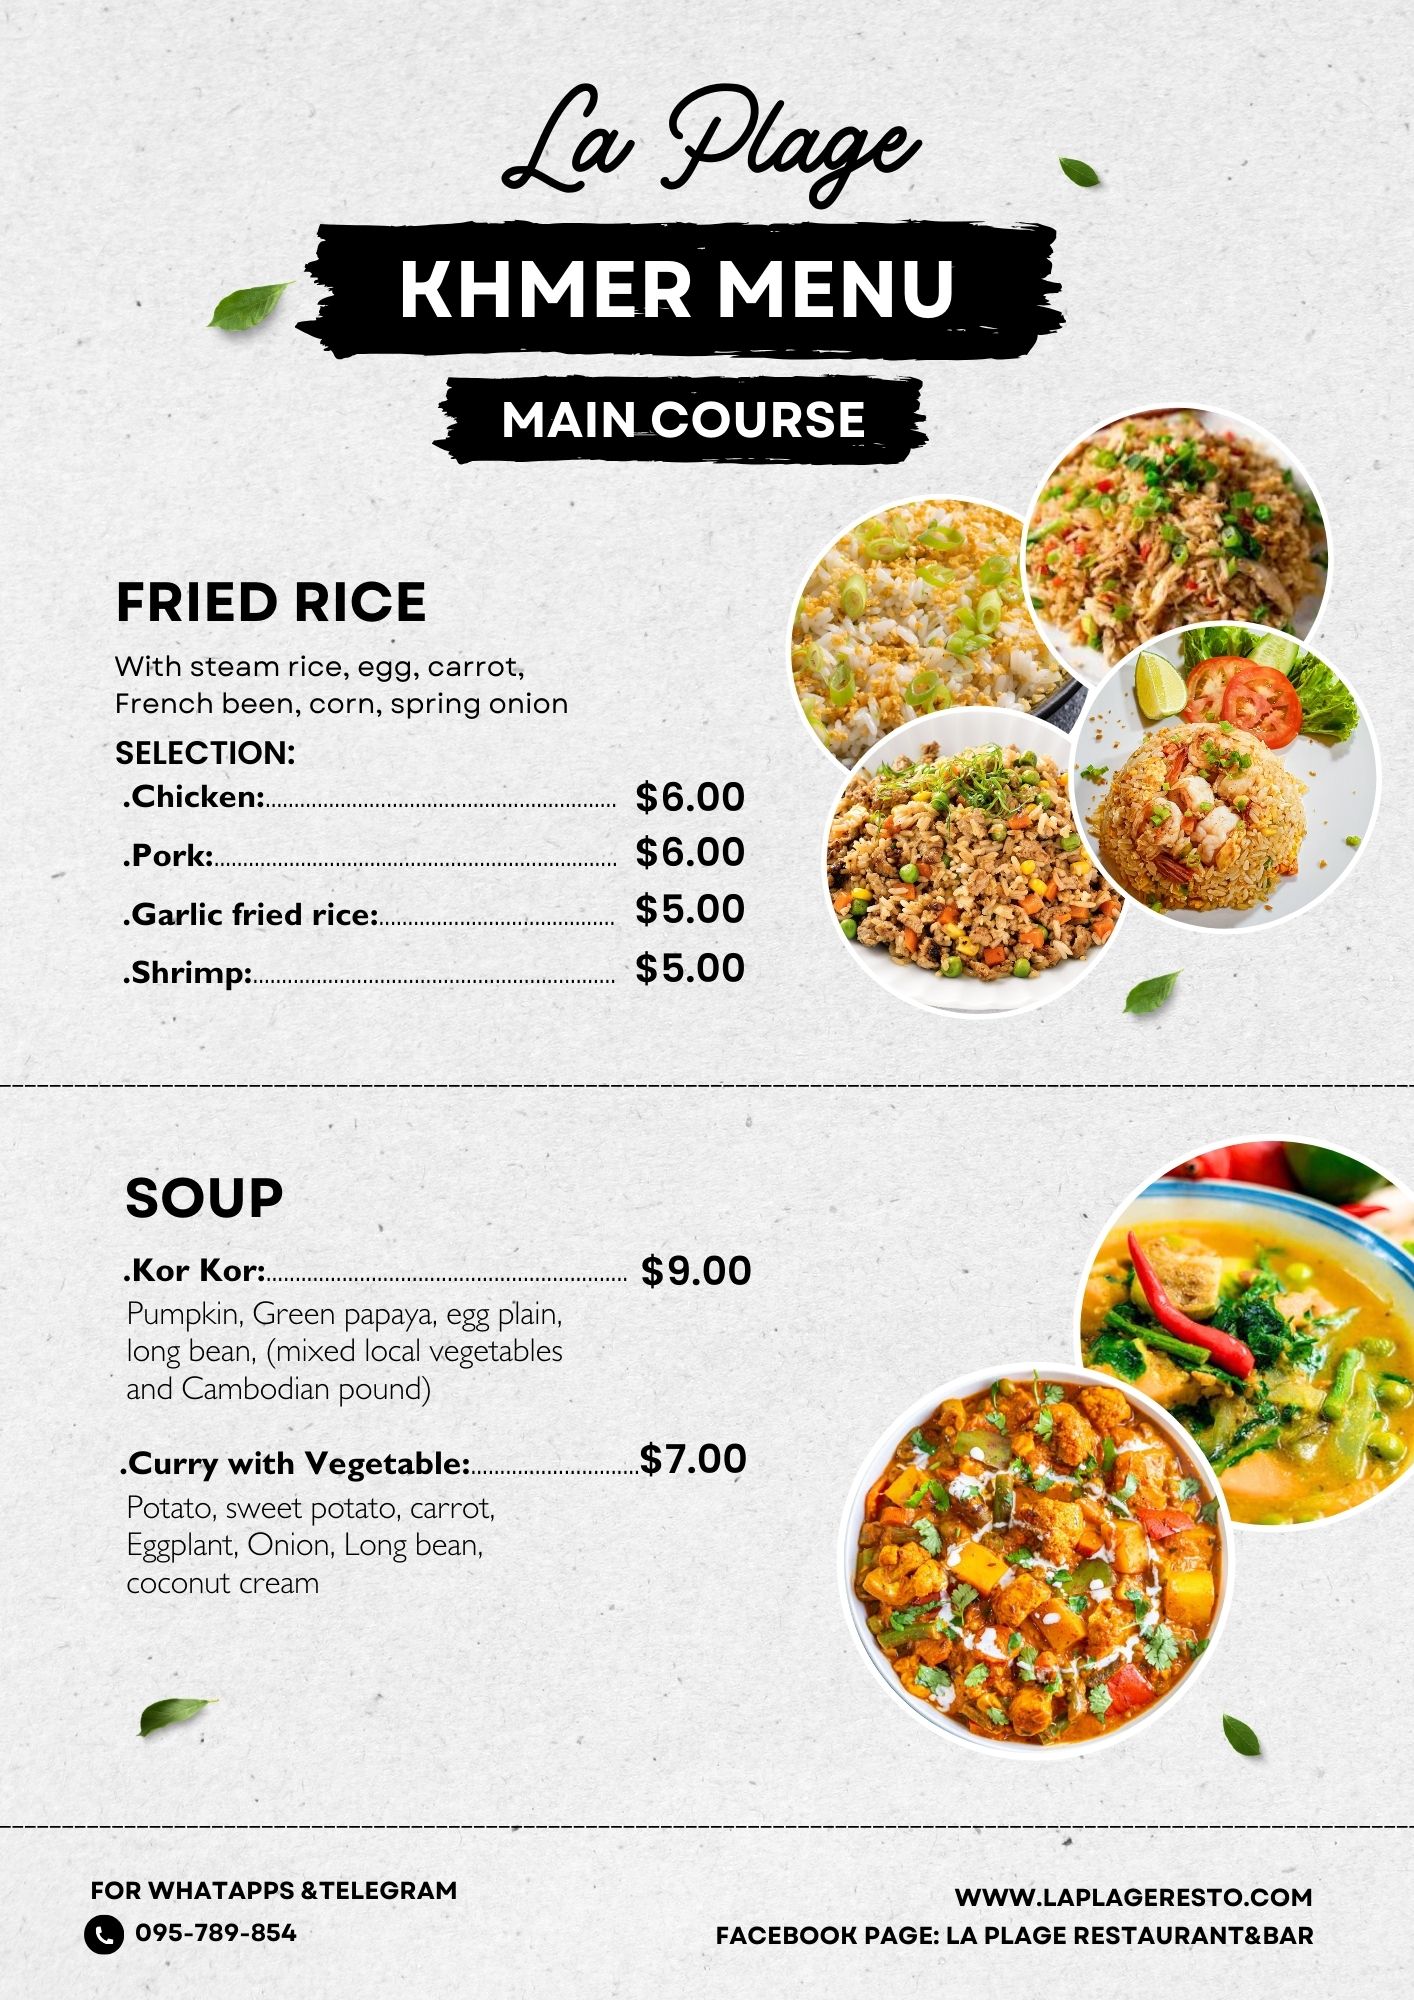 La Plage
KHMER MENU
MAIN COURSE
FRIED RICE
With steam rice, egg, carrot,
French been, corn, spring onion
SELECTION:
.Chicken:............................................................ $6.00
.Pork:..................................................................... $6.00
.Garlic fried rice:......................................... $5.00
.Shrimp:.............................................................. $5.00
SOUP
.Kor Kor:............................................................. $9.00
Pumpkin, Green papaya, egg plain,
long bean, (mixed local vegetables
and Cambodian pound)
.Curry with Vegetable:.............................$7.00
Potato, sweet potato, carrot,
Eggplant, Onion, Long bean,
coconut cream
FOR WHATAPPS &TELEGRAM
095-789-854
WWW.LAPLAGERESTO.COM
FACEBOOK PAGE: LA PLAGE RESTAURANT&BAR